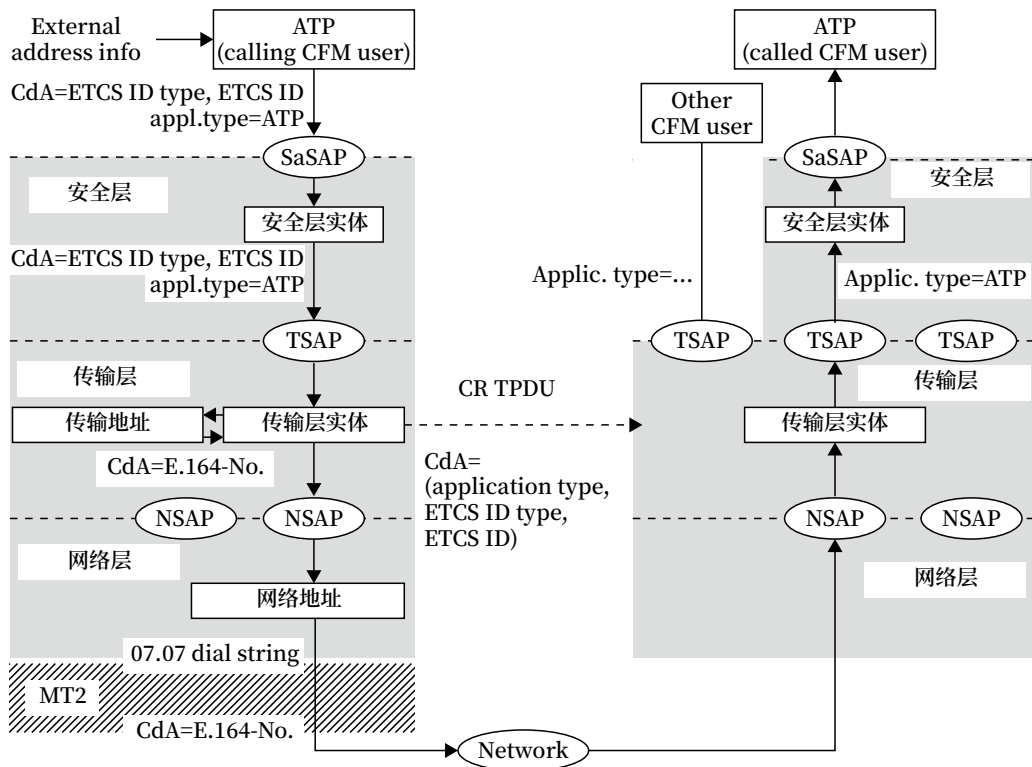 External
address info
ATP
(calling CFM user)
CdA=ETCS ID type, ETCS ID
appl.type=ATP
SaSAP
安全层
安全层实体
CdA=ETCS ID type, ETCS ID
appl.type=ATP
TSAP
传输层
传输地址
传输层实体
CdA=E.164-No.
NSAP
NSAP
网络层
网络地址
07.07 dial string
MT2
CdA=E.164-No.
Network
CR TPDU
CdA=
(application type,
ETCS ID type,
ETCS ID)
ATP
(called CFM user)
Other
CFM user
SaSAP
安全层
安全层实体
Applic. type=...
Applic. type=ATP
TSAP
TSAP
TSAP
传输层
传输层实体
NSAP
NSAP
网络层